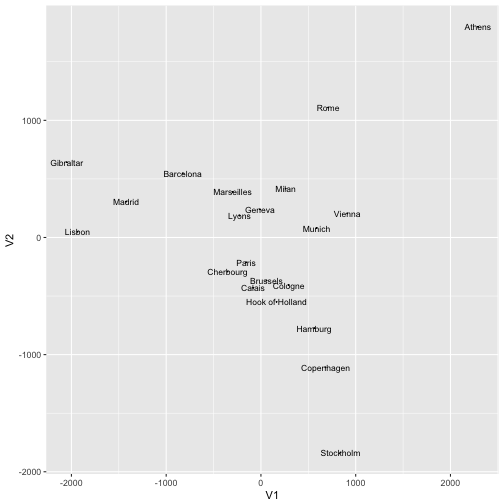 Athens
Rome
1000
Gibraltar
Barcelona
Marseilles
Milan
Madrid
Geneva
Lyons
Vienna
Lisbon
Munich
0
V2
Paris
Cherbourg
Brussels
Calais
Cologne
Hook of Holland
Hamburg
-1000
Copenhagen
Stockholm
-2000
-2000
-1000
0
1000
2000
V1